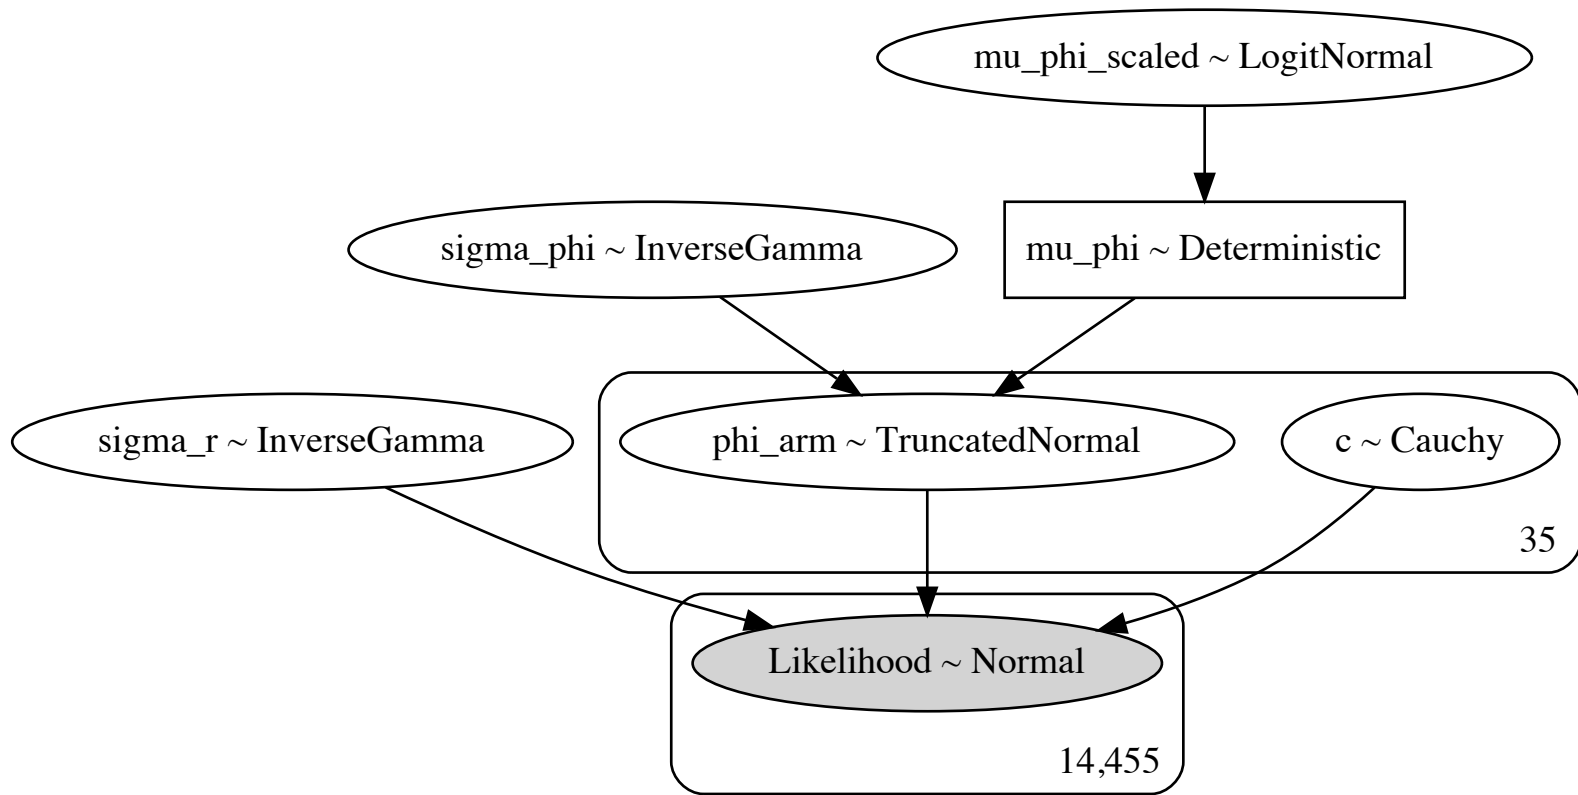 mu_phi_scaled ~ LogitNormal
sigma_phi ~ InverseGamma
mu_phi ~ Deterministic
sigma_r ~ InverseGamma
phi_arm ~ TruncatedNormal
c ~ Cauchy
35
Likelihood ~ Normal
14,455